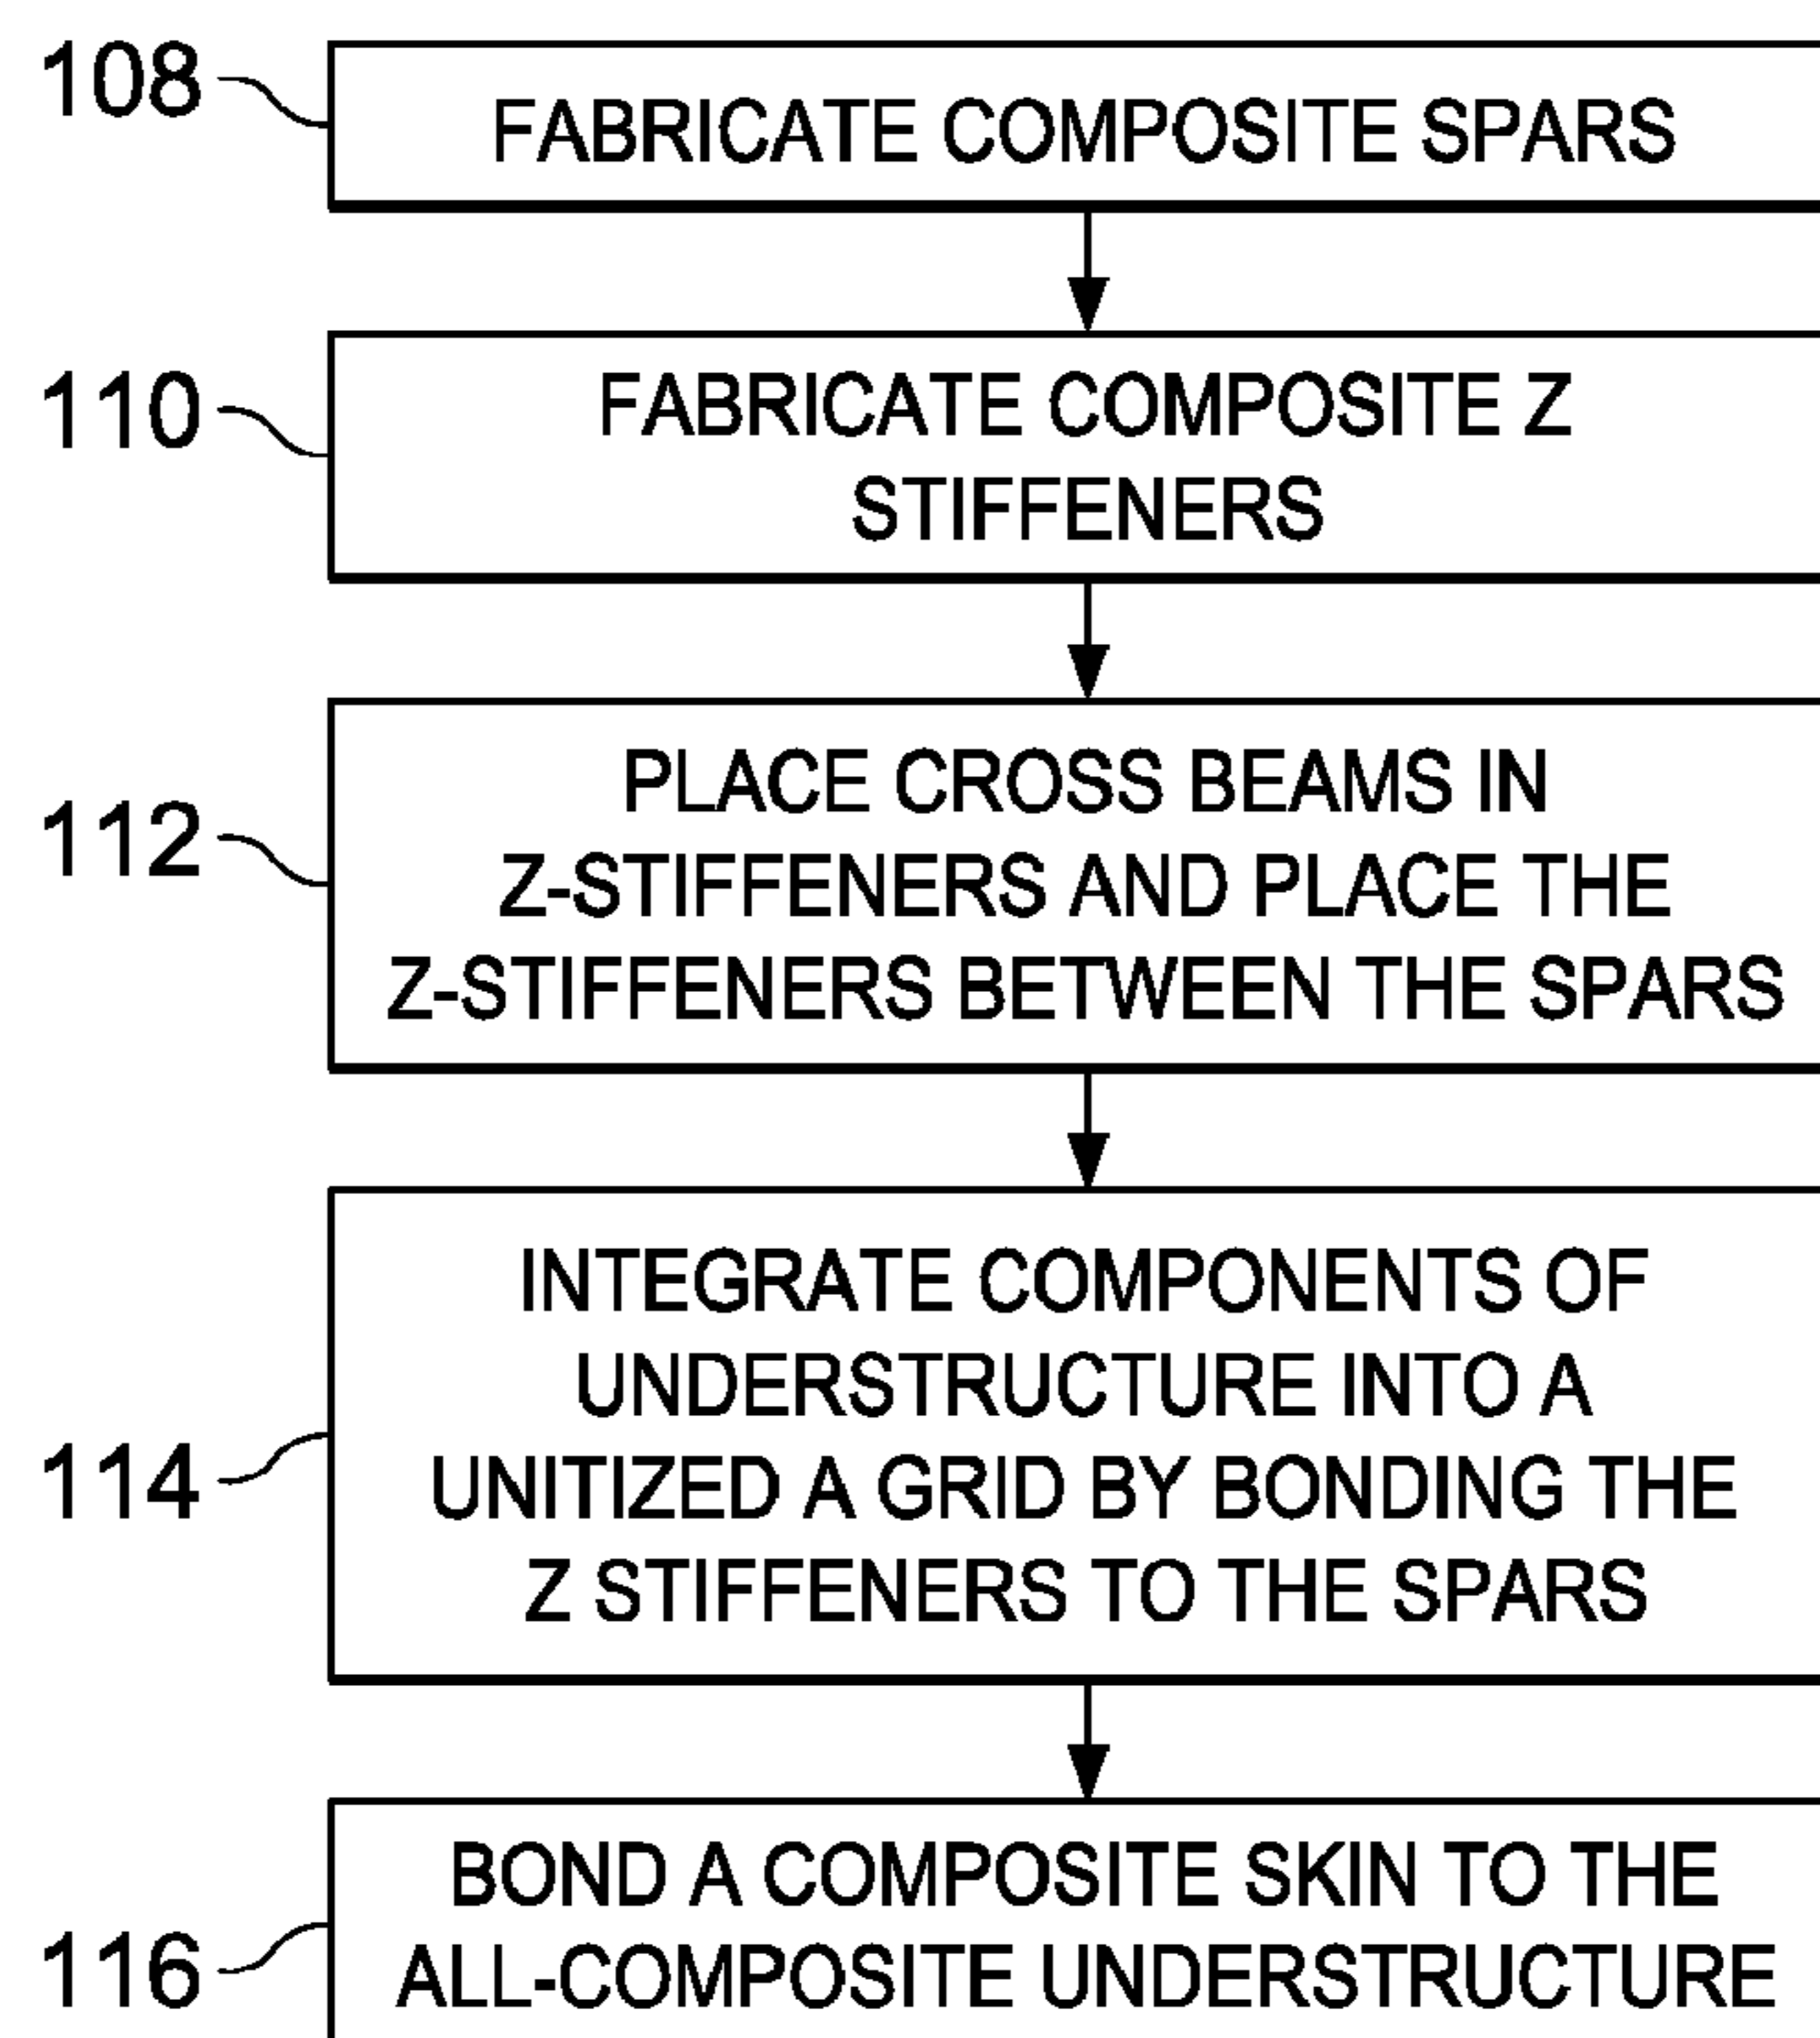 108
FABRICATE COMPOSITE SPARS
110
FABRICATE COMPOSITE Z
STIFFENERS
112
PLACE CROSS BEAMS IN
Z-STIFFENERS AND PLACE THE
Z-STIFFENERS BETWEEN THE SPARS
114
INTEGRATE COMPONENTS OF
UNDERSTRUCTURE INTO A
UNITIZED A GRID BY BONDING THE
Z STIFFENERS TO THE SPARS
116
BOND A COMPOSITE SKIN TO THE
ALL-COMPOSITE UNDERSTRUCTURE